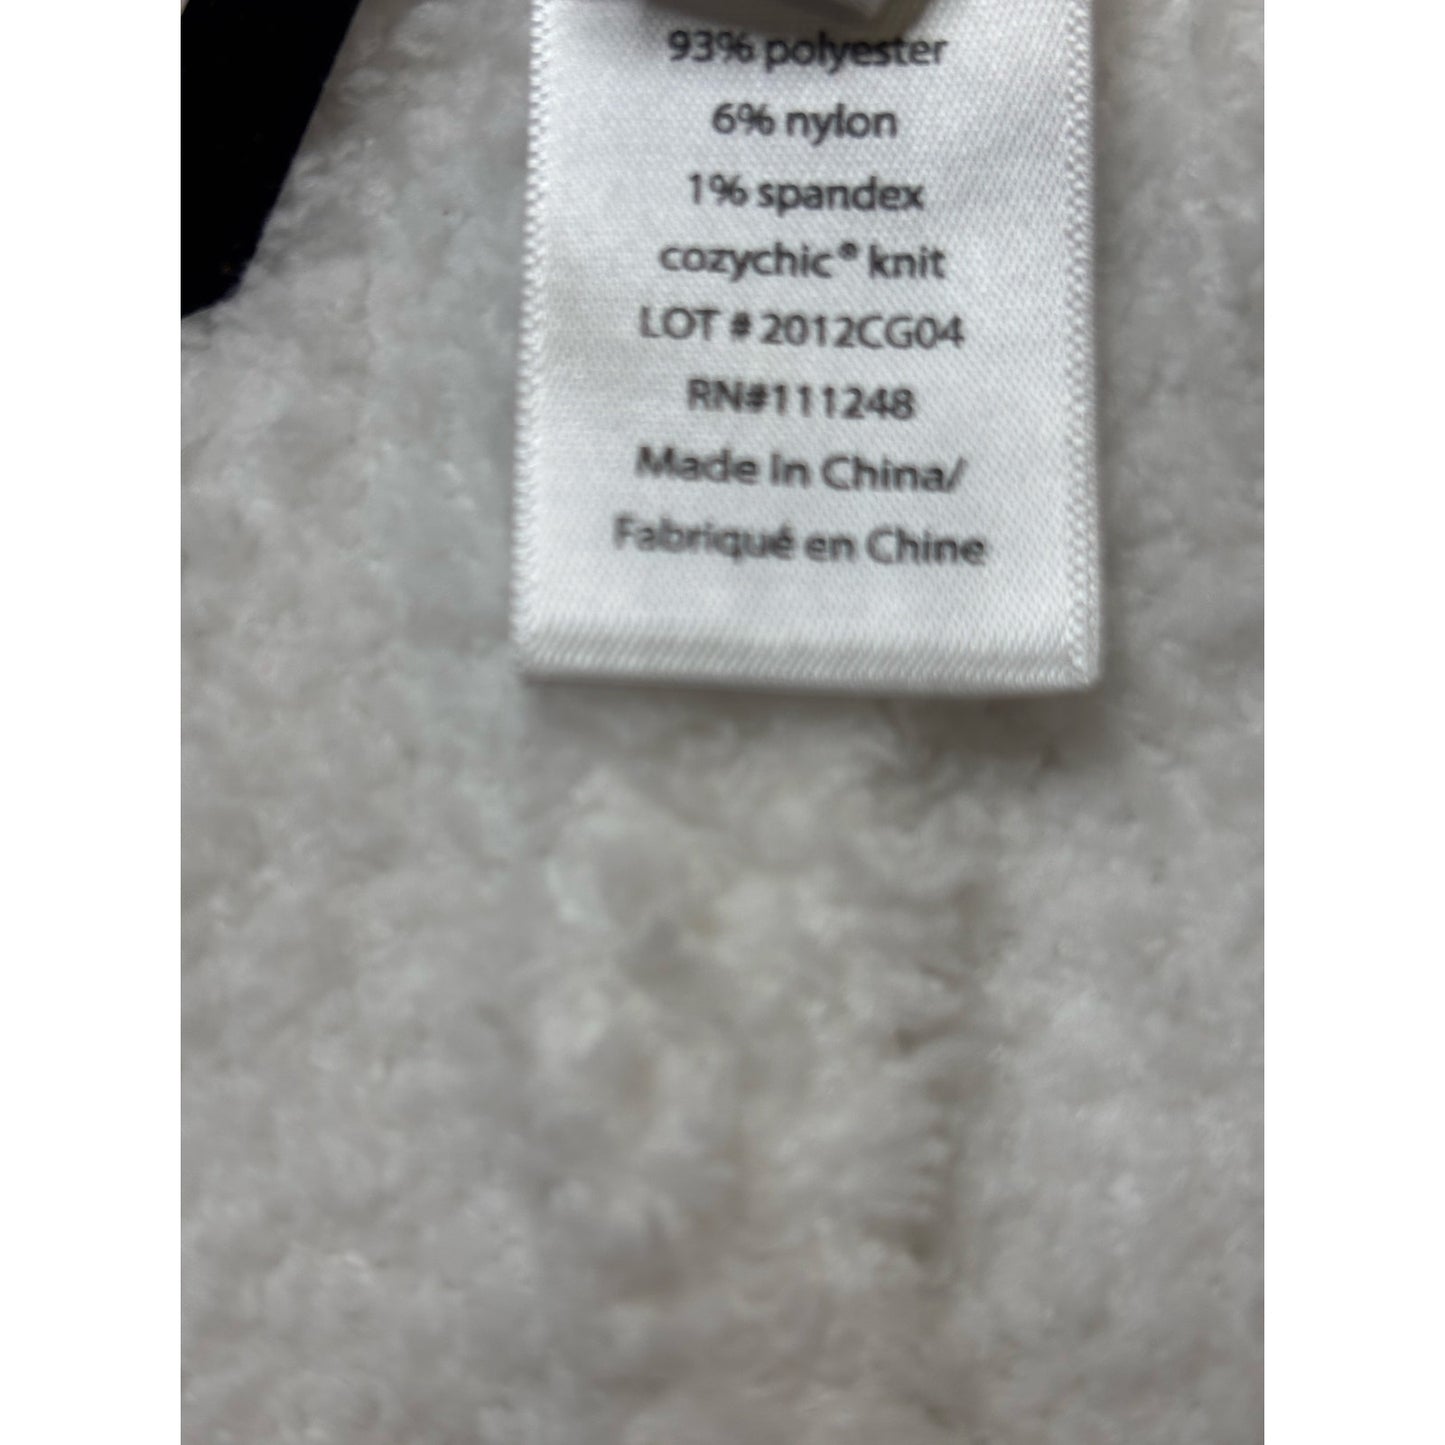 93% polyester
6% nylon
1% spandex
cozychic® knit
LOT # 2012CG04
RN#111248
Made In China/
Fabriqué en Chine